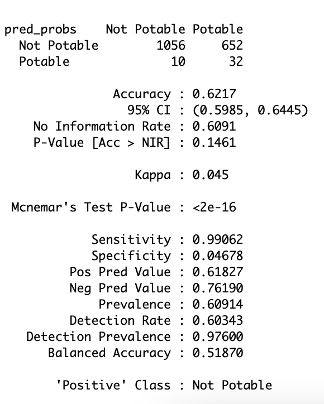 pred_probs Not Potable Potable
Not Potable 1056 652
Potable 10 32
Accuracy : 0.6217
95% CI : (0.5985, 0.6445)
No Information Rate : 0.6091
P-Value [Acc > NIR] : 0.1461
Kappa : 0.045
Mcnemar's Test P-Value : <2e-16
Sensitivity : 0.99062
Specificity : 0.04678
Pos Pred Value : 0.61827
Neg Pred Value : 0.76190
Prevalence : 0.60914
Detection Rate : 0.60343
Detection Prevalence : 0.97600
Balanced Accuracy : 0.51870
'Positive' Class : Not Potable